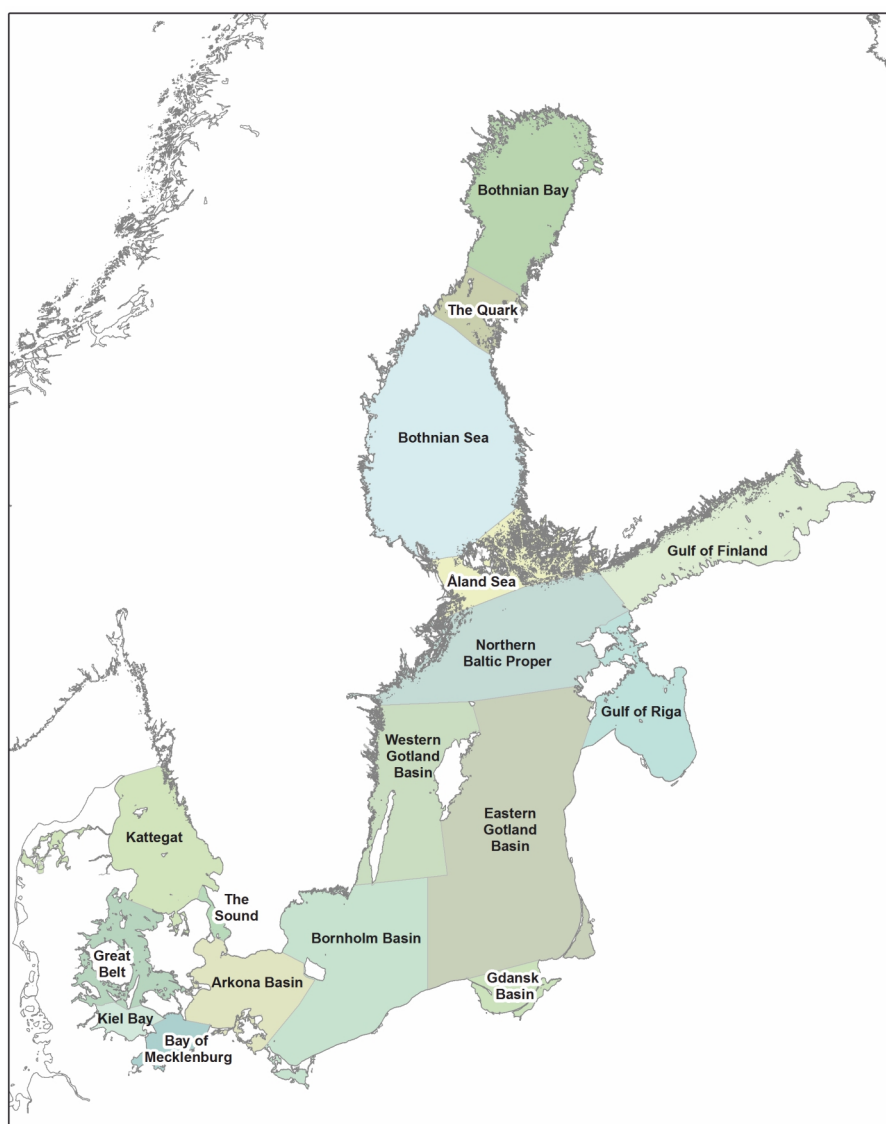 Bothnian Bay
The Quark
Bothnian Sea
Gulf of Finland
Åland Sea
Northern
Baltic Proper
Gulf of Riga
Western
Gotland
Basin
Eastern
Gotland
Basin
Kattegat
The
Sound
Bornholm Basin
Great
Belt
Arkona Basin
Gdansk
Basin
Kiel Bay
Bay of
Mecklenburg